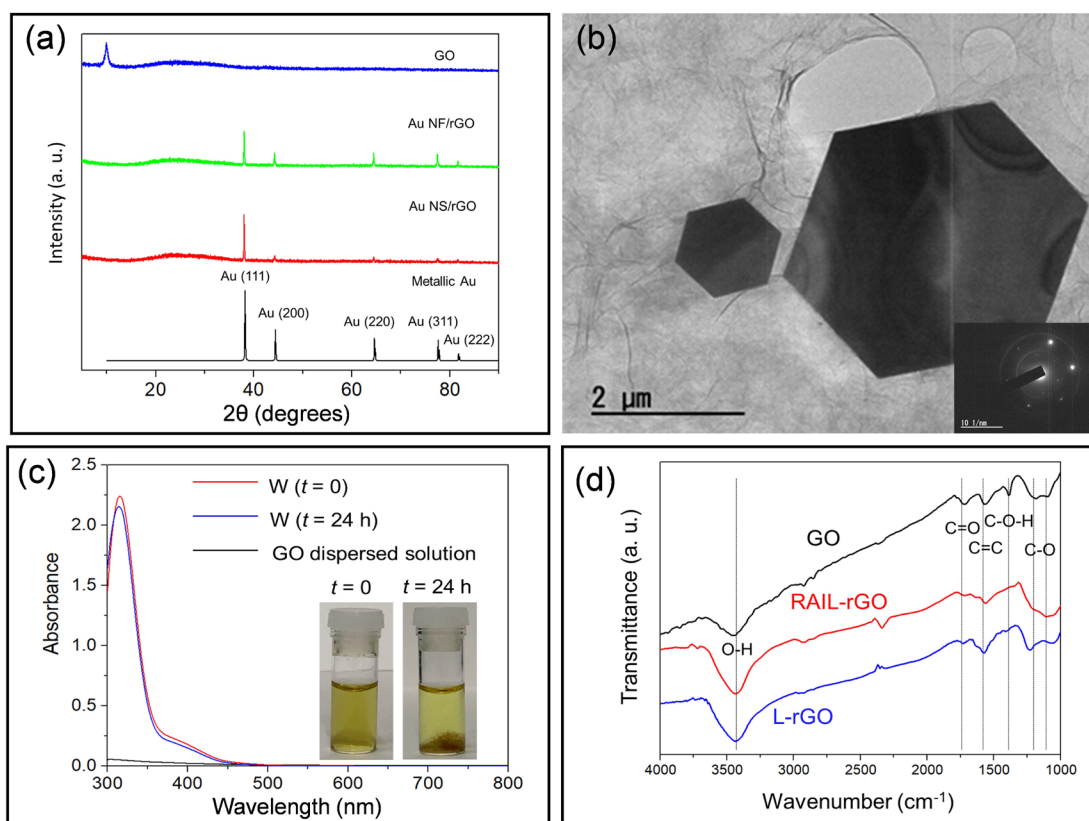 (a)
GO
Au NF/rGO
Au NS/rGO
Metallic Au
Au (111)
Au (200)
Au (220)
Au (311)
Au (222)
Intensity (a. u.)
20
40
60
80
2θ (degrees)
(b)
2 μm
10 1/nm
(c)
2.5
2.0
1.5
1.0
0.5
0.0
W (t = 0)
W (t = 24 h)
GO dispersed solution
t = 0
t = 24 h
Absorbance
300
400
500
600
700
800
Wavelength (nm)
(d)
GO
C=O
C=C
C-O-H
C-O
RAIL-rGO
O-H
L-rGO
Transmittance (a. u.)
4000
3500
3000
2500
2000
1500
1000
Wavenumber (cm⁻¹)